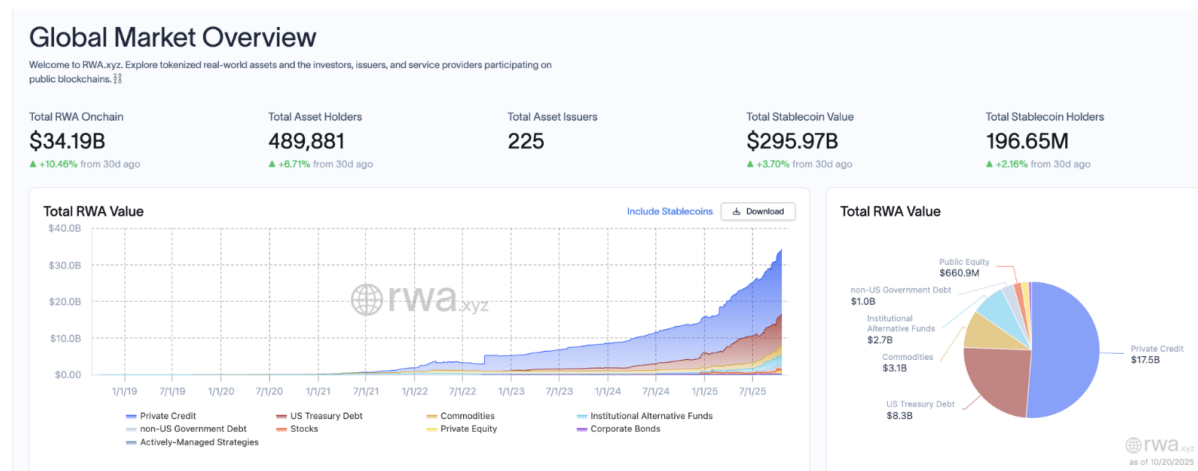 Global Market Overview
Welcome to RWA.xyz. Explore tokenized real-world assets and the investors, issuers, and service providers participating on
public blockchains.
Total RWA Onchain
$34.19B
▲ +10.46% from 30d ago
Total Asset Holders
489,881
▲ +6.71% from 30d ago
Total Asset Issuers
225
Total Stablecoin Value
$295.97B
▲ +3.70% from 30d ago
Total Stablecoin Holders
196.65M
▲ +2.16% from 30d ago
Total RWA Value
Include Stablecoins
Download
$40.0B
$30.0B
$20.0B
$10.0B
$0.00
rwa.xyz
1/1/19
7/1/19
1/1/20
7/1/20
1/1/21
7/1/21
1/1/22
7/1/22
1/1/23
7/1/23
1/1/24
7/1/24
1/1/25
7/1/25
Private Credit
US Treasury Debt
Commodities
Institutional Alternative Funds
non-US Government Debt
Stocks
Private Equity
Corporate Bonds
Actively-Managed Strategies
Total RWA Value
Public Equity
$660.9M
non-US Government Debt
$1.0B
Institutional
Alternative Funds
$2.7B
Commodities
$3.1B
US Treasury Debt
$8.3B
Private Credit
$17.5B
rwa.xyz
as of 10/20/2025